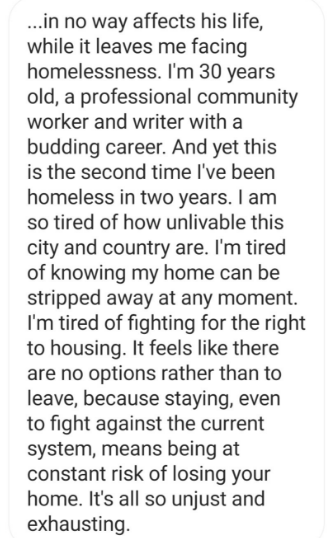 ...in no way affects his life,
while it leaves me facing
homelessness. I'm 30 years
old, a professional community
worker and writer with a
budding career. And yet this
is the second time I've been
homeless in two years. I am
so tired of how unlivable this
city and country are. I'm tired
of knowing my home can be
stripped away at any moment.
I'm tired of fighting for the right
to housing. It feels like there
are no options rather than to
leave, because staying, even
to fight against the current
system, means being at
constant risk of losing your
home. It's all so unjust and
exhausting.